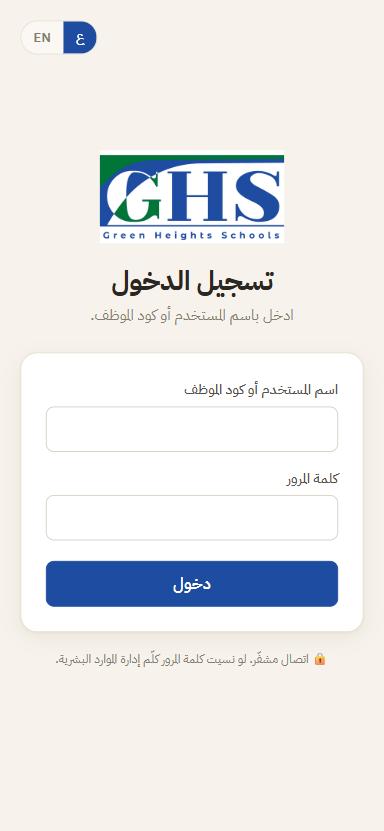 EN
ع
GHS
Green Heights Schools
تسجيل الدخول
ادخل باسم المستخدم أو كود الموظف.
اسم المستخدم أو كود الموظف
كلمة المرور
دخول
🔒 اتصال مشفّر. لو نسيت كلمة المرور كلّم إدارة الموارد البشرية.